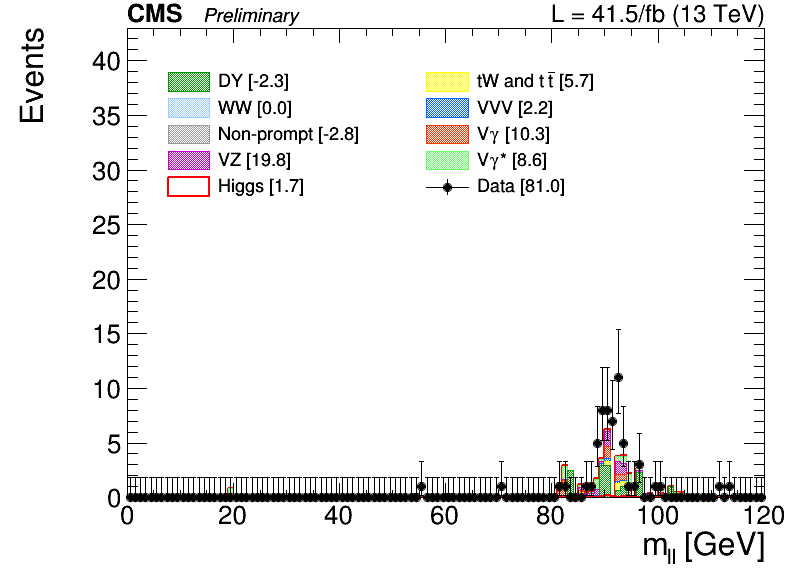 CMS Preliminary L = 41.5/fb (13 TeV)
Events
40
35
30
25
20
15
10
5
0
DY [-2.3]
WW [0.0]
Non-prompt [-2.8]
VZ [19.8]
Higgs [1.7]
tW and tt̅ [5.7]
VVV [2.2]
Vγ [10.3]
Vγ* [8.6]
Data [81.0]
0 20 40 60 80 100 120
m_ll [GeV]